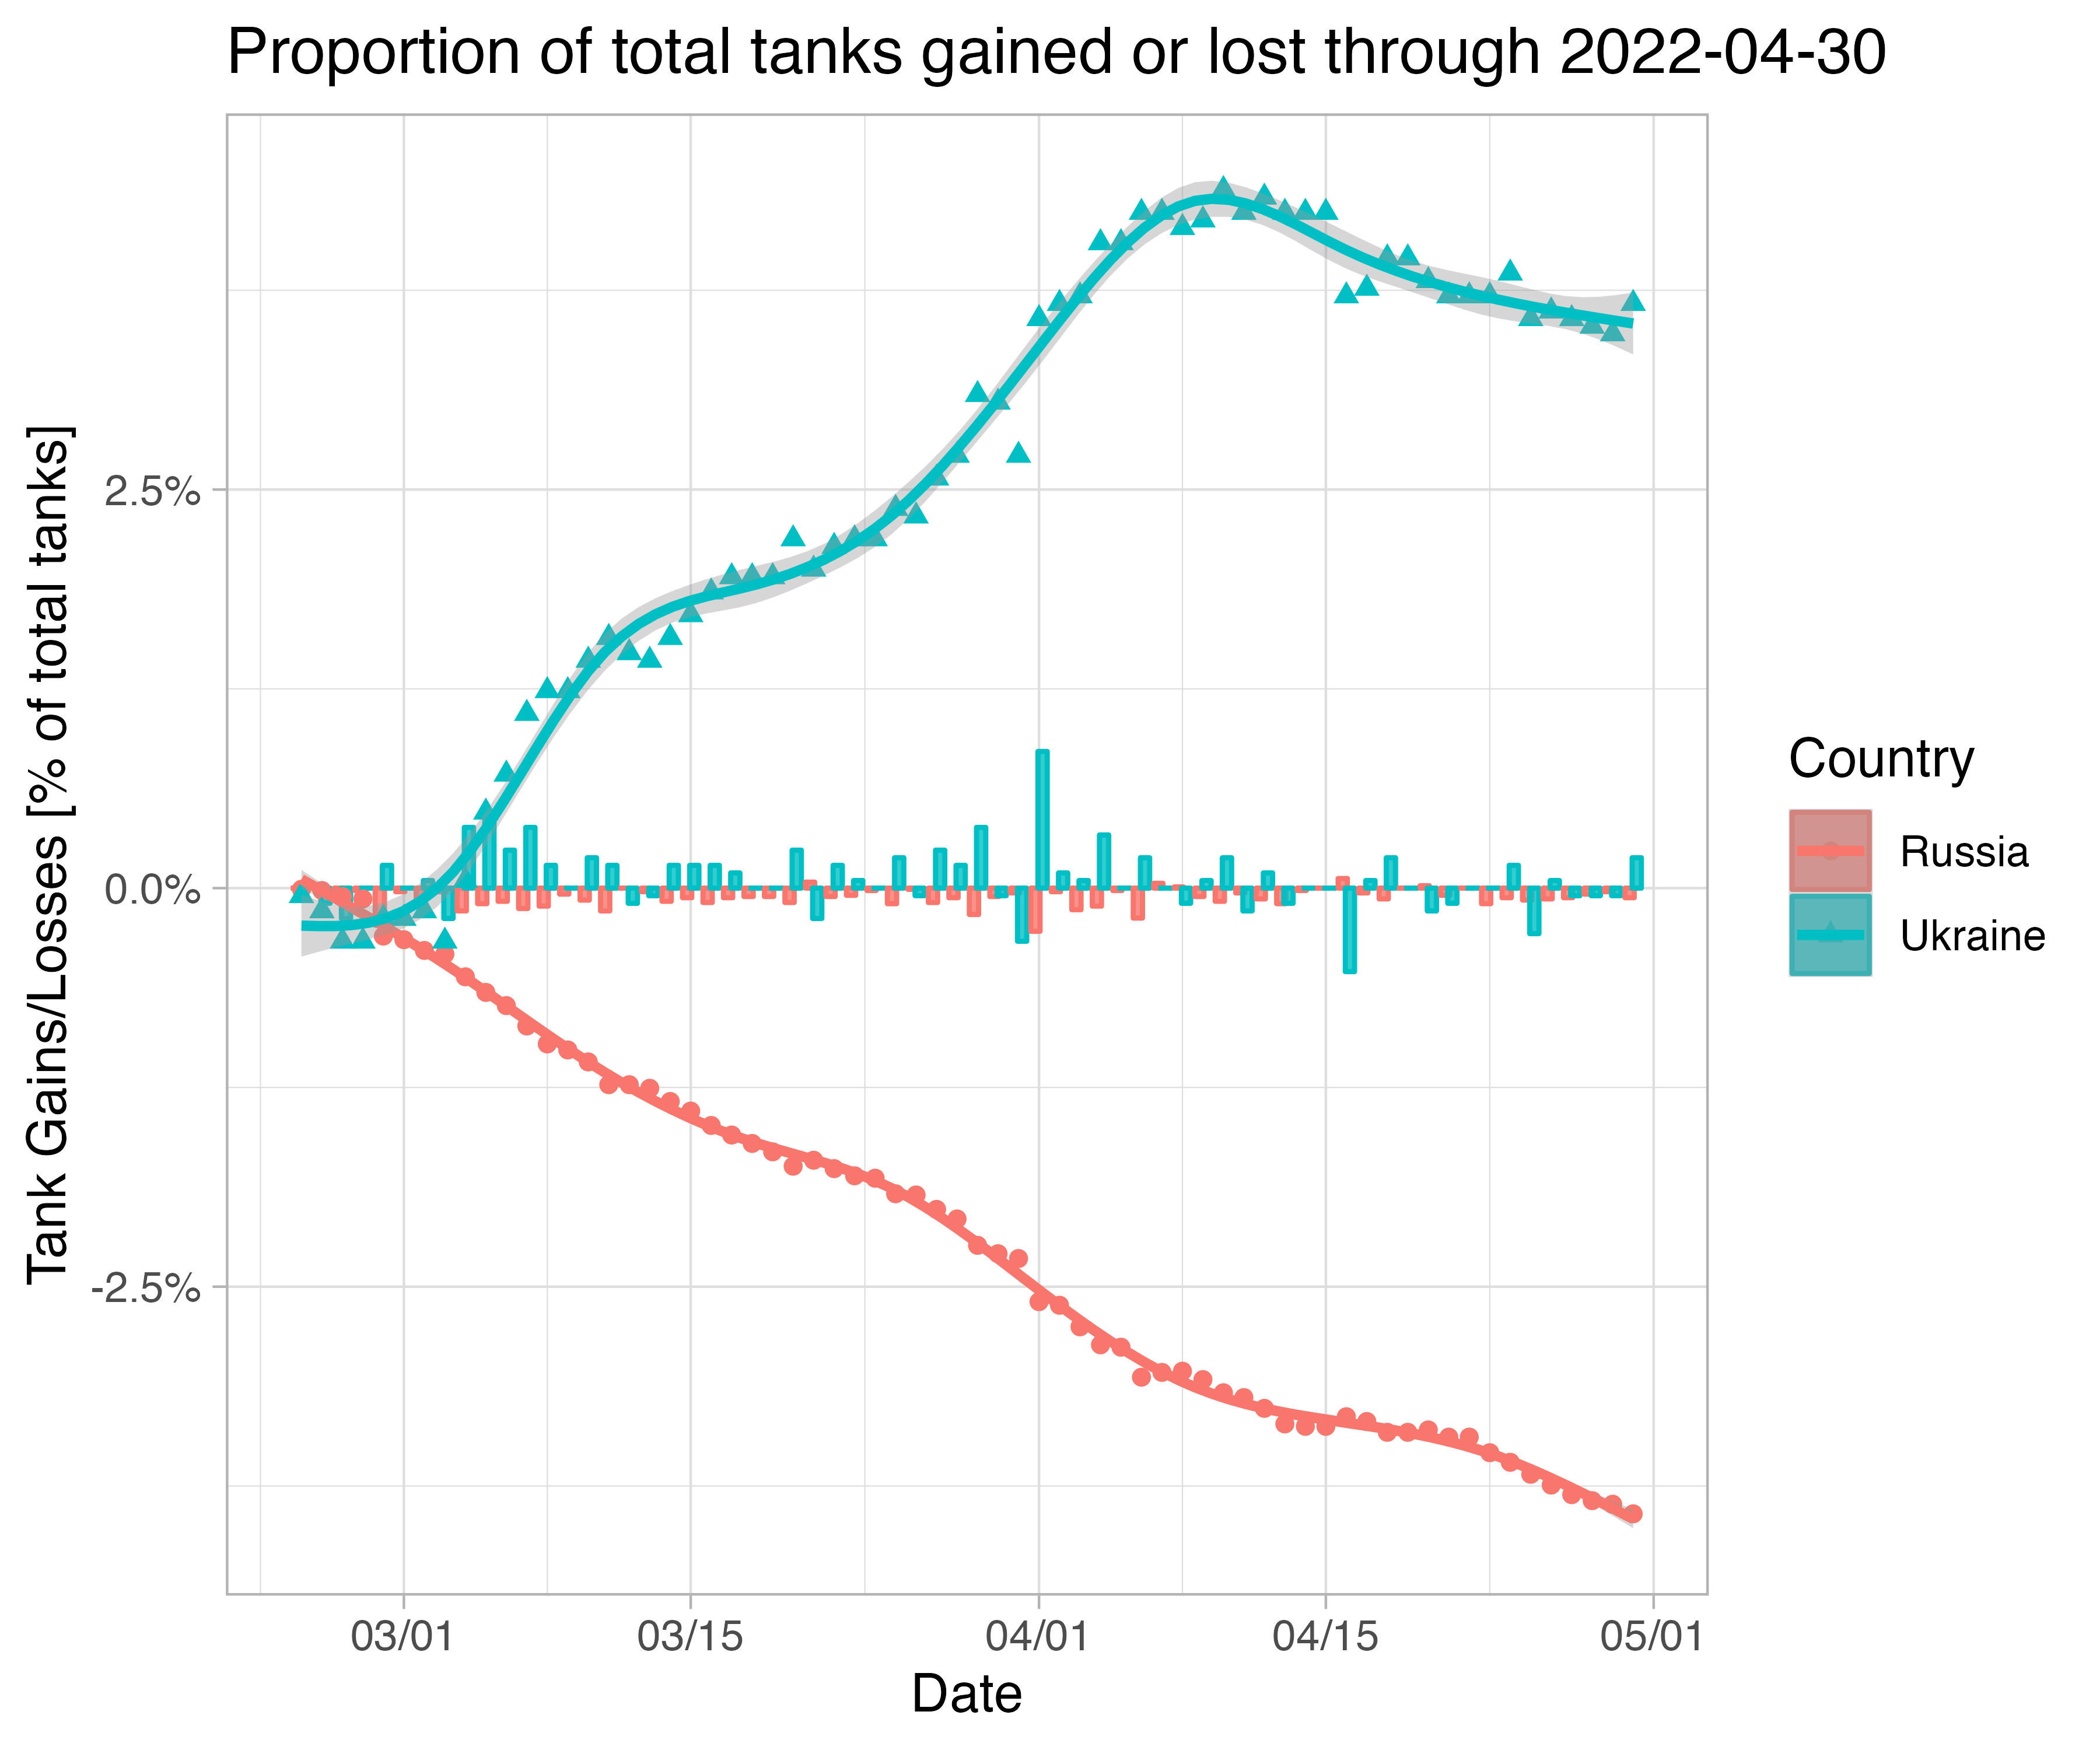 Proportion of total tanks gained or lost through 2022-04-30
Tank Gains/Losses [% of total tanks]
2.5%
0.0%
-2.5%
03/01
03/15
04/01
04/15
05/01
Date
Country
Russia
Ukraine